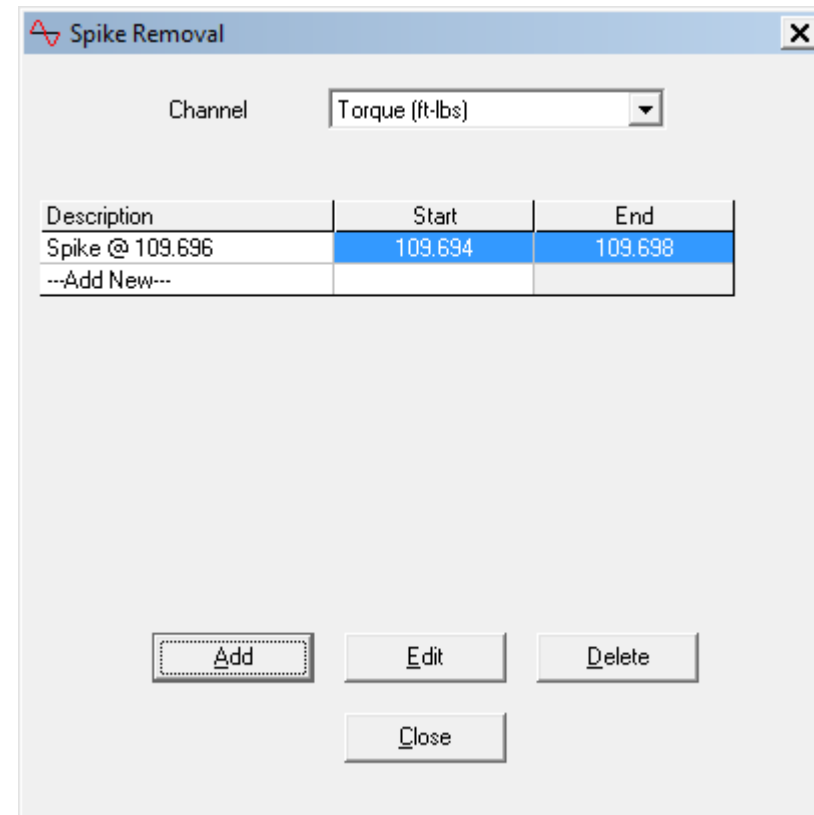 Spike Removal
Channel Torque (ft-lbs)
Description Start End
Spike @ 109.696 109.694 109.698
---Add New---
Add Edit Delete
Close